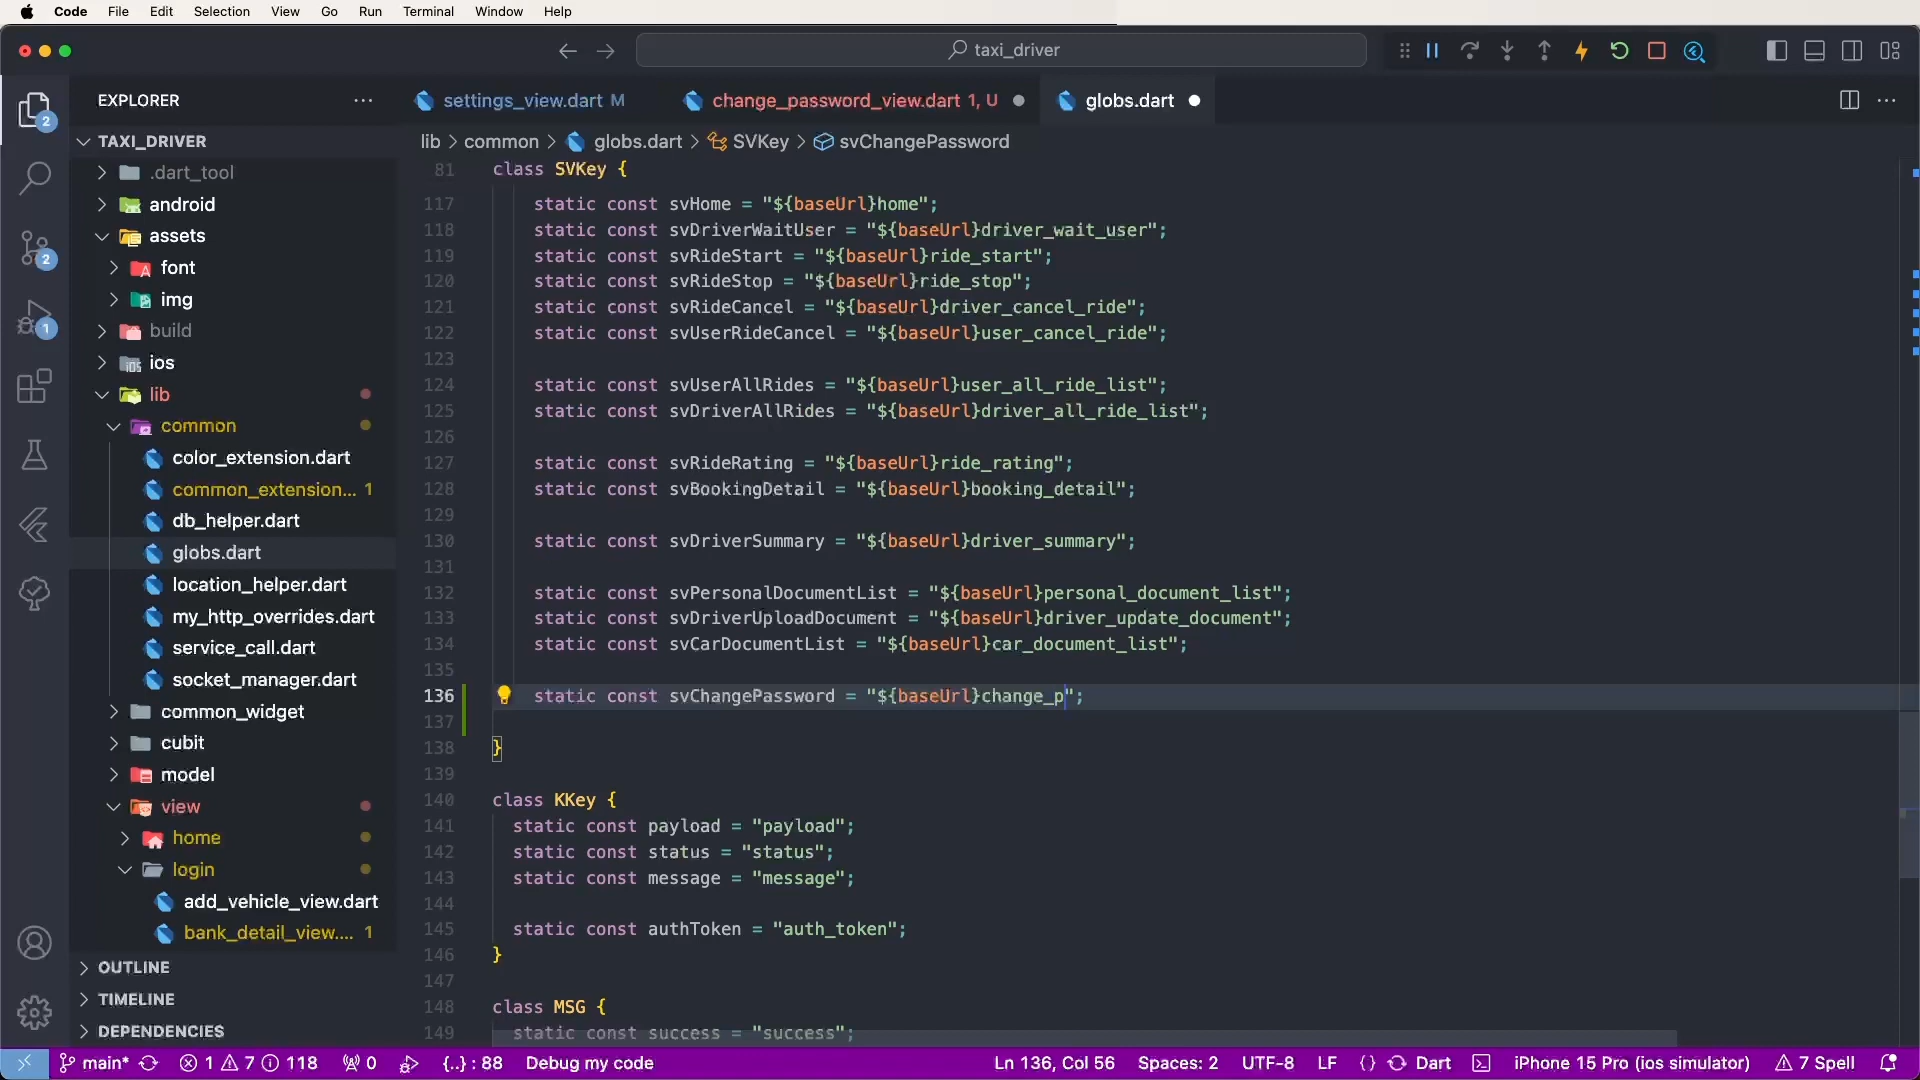 Code File Edit Selection View Go Run Terminal Window Help
taxi_driver
EXPLORER
settings_view.dart M
change_password_view.dart 1, U
globs.dart
lib > common > globs.dart > SVKey > svChangePassword
2
2
1
TAXI_DRIVER
.dart_tool
android
assets
font
img
build
ios
lib
common
color_extension.dart
common_extension... 1
db_helper.dart
globs.dart
location_helper.dart
my_http_overrides.dart
service_call.dart
socket_manager.dart
common_widget
cubit
model
view
home
login
add_vehicle_view.dart
bank_detail_view.... 1
OUTLINE
TIMELINE
DEPENDENCIES
81 class SVKey {
117 static const svHome = "${baseUrl}home";
118 static const svDriverWaitUser = "${baseUrl}driver_wait_user";
119 static const svRideStart = "${baseUrl}ride_start";
120 static const svRideStop = "${baseUrl}ride_stop";
121 static const svRideCancel = "${baseUrl}driver_cancel_ride";
122 static const svUserRideCancel = "${baseUrl}user_cancel_ride";
123
124 static const svUserAllRides = "${baseUrl}user_all_ride_list";
125 static const svDriverAllRides = "${baseUrl}driver_all_ride_list";
126
127 static const svRideRating = "${baseUrl}ride_rating";
128 static const svBookingDetail = "${baseUrl}booking_detail";
129
130 static const svDriverSummary = "${baseUrl}driver_summary";
131
132 static const svPersonalDocumentList = "${baseUrl}personal_document_list";
133 static const svDriverUploadDocument = "${baseUrl}driver_update_document";
134 static const svCarDocumentList = "${baseUrl}car_document_list";
135
136 static const svChangePassword = "${baseUrl}change_p";
137
138 }
139
140 class KKey {
141 static const payload = "payload";
142 static const status = "status";
143 static const message = "message";
144
145 static const authToken = "auth_token";
146 }
147
148 class MSG {
149 static const success = "success";
main* 1 7 118 0 {..} : 88 Debug my code Ln 136, Col 56 Spaces: 2 UTF-8 LF {} Dart iPhone 15 Pro (ios simulator) 7 Spell